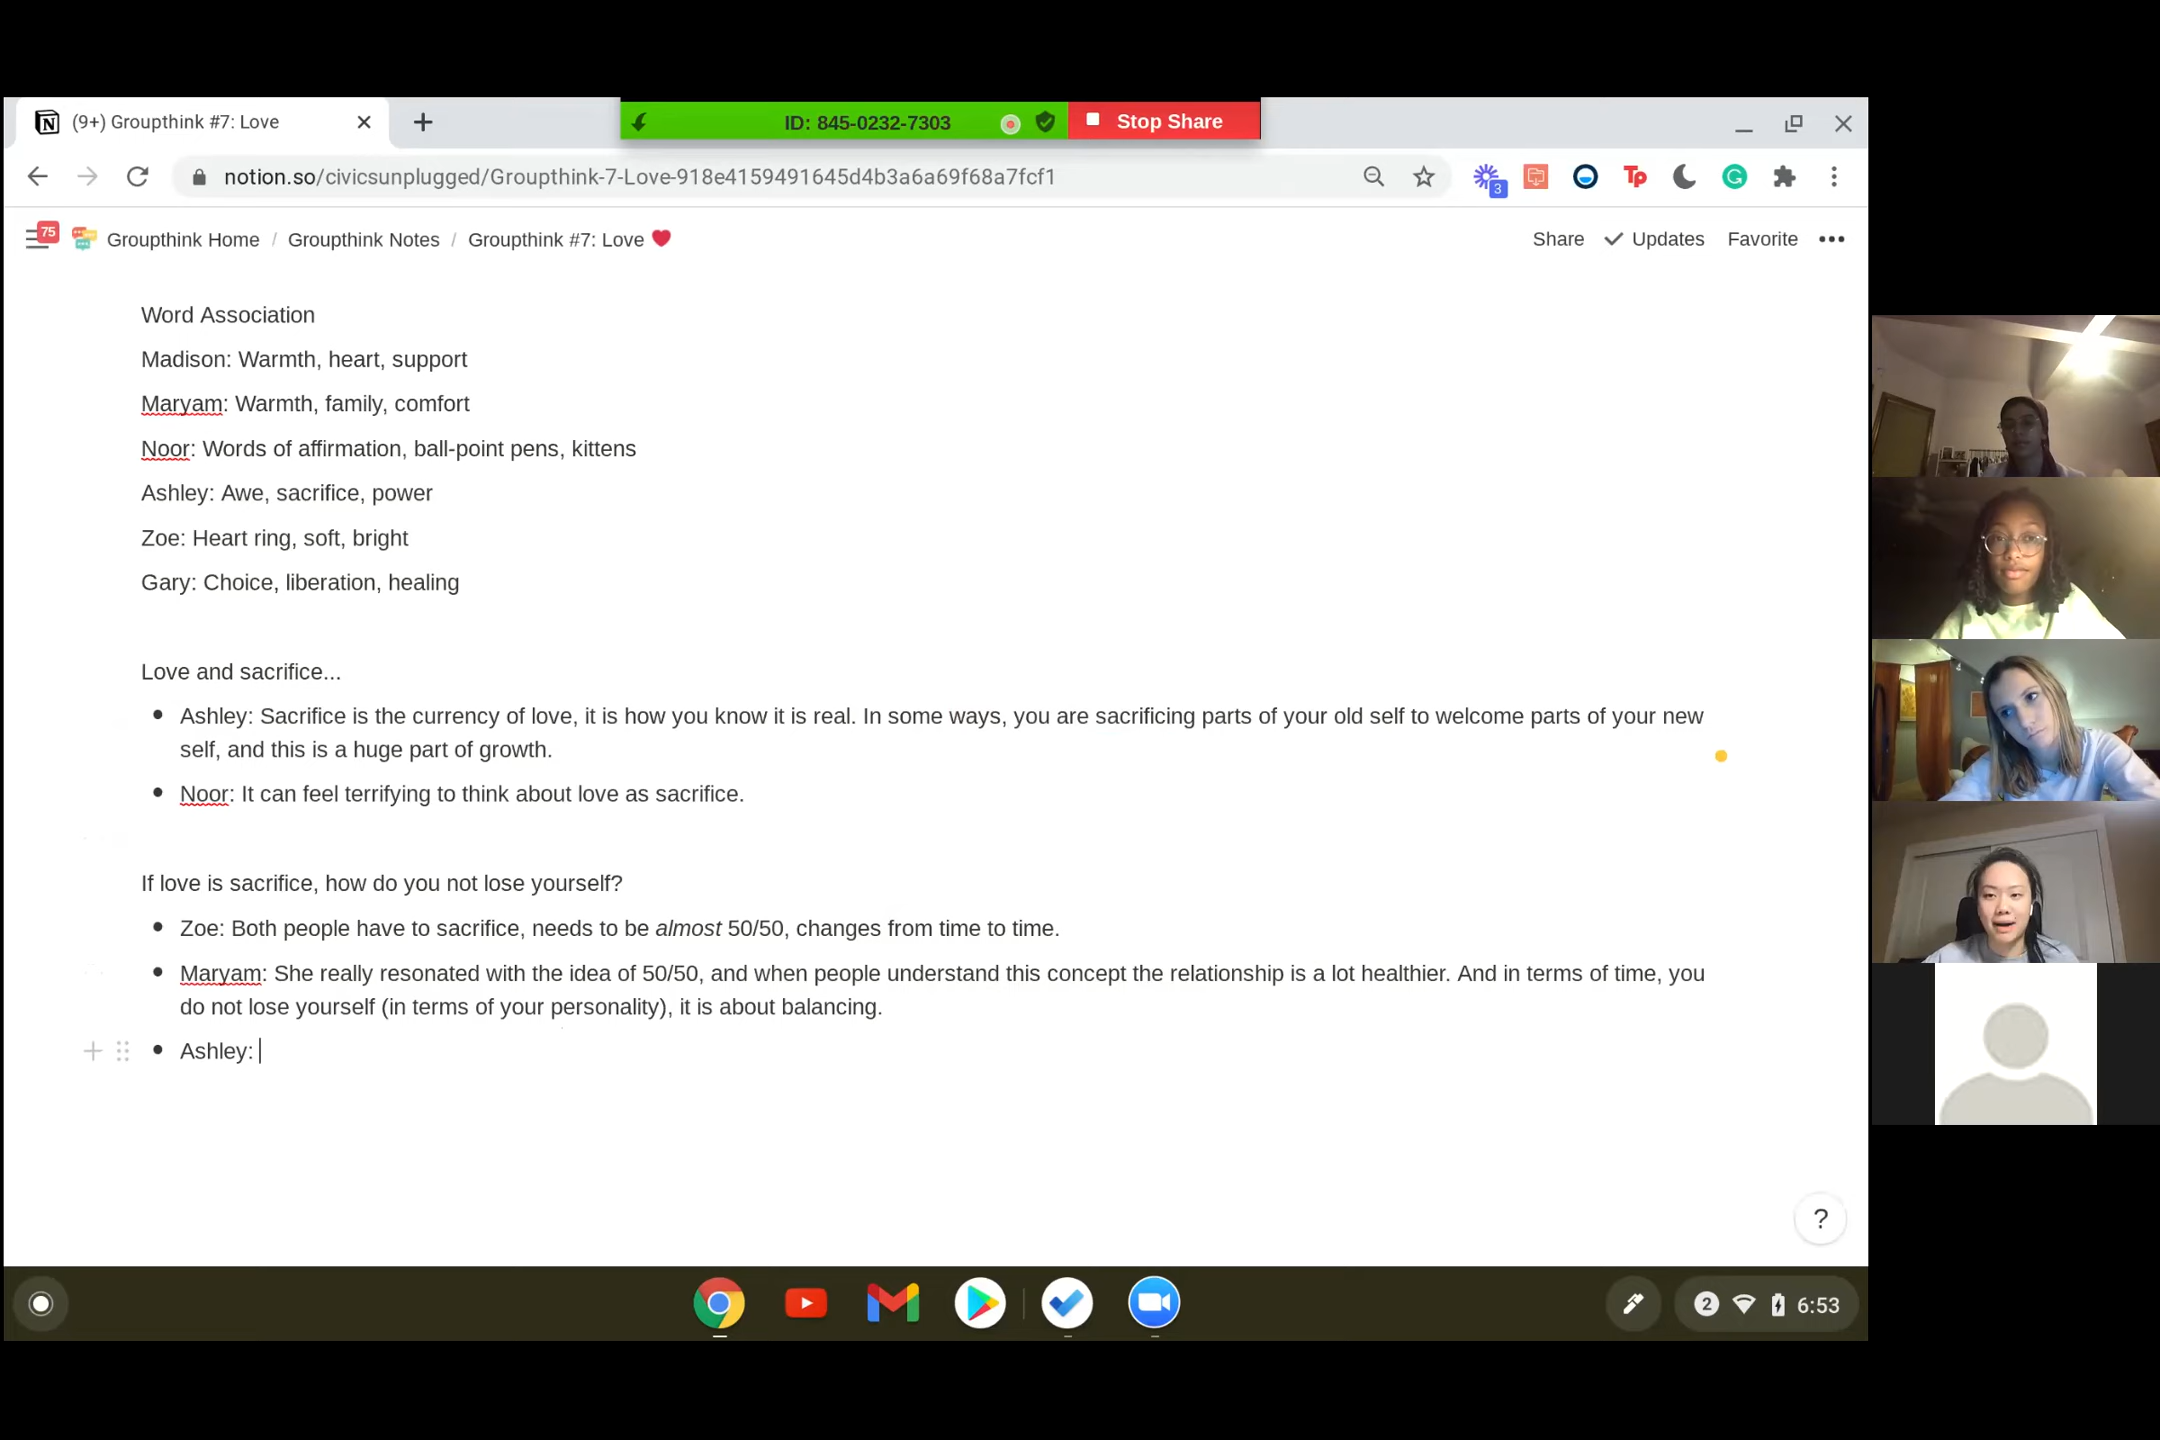 (9+) Groupthink #7: Love
ID: 845-0232-7303
Stop Share
notion.so/civicsunplugged/Groupthink-7-Love-918e4159491645d4b3a6a69f68a7fcf1
3
Tp
75
Groupthink Home / Groupthink Notes / Groupthink #7: Love
Share
Updates
Favorite
Word Association
Madison: Warmth, heart, support
Maryam: Warmth, family, comfort
Noor: Words of affirmation, ball-point pens, kittens
Ashley: Awe, sacrifice, power
Zoe: Heart ring, soft, bright
Gary: Choice, liberation, healing
Love and sacrifice...
Ashley: Sacrifice is the currency of love, it is how you know it is real. In some ways, you are sacrificing parts of your old self to welcome parts of your new
self, and this is a huge part of growth.
Noor: It can feel terrifying to think about love as sacrifice.
If love is sacrifice, how do you not lose yourself?
Zoe: Both people have to sacrifice, needs to be almost 50/50, changes from time to time.
Maryam: She really resonated with the idea of 50/50, and when people understand this concept the relationship is a lot healthier. And in terms of time, you
do not lose yourself (in terms of your personality), it is about balancing.
Ashley:
?
2
6:53